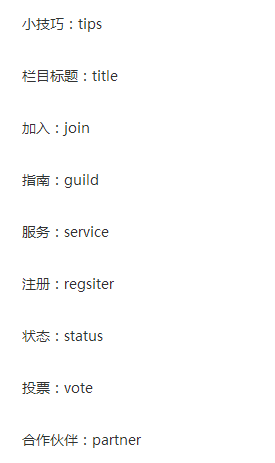 小技巧：tips
栏目标题：title
加入：join
指南：guild
服务：service
注册：regsiter
状态：status
投票：vote
合作伙伴：partner